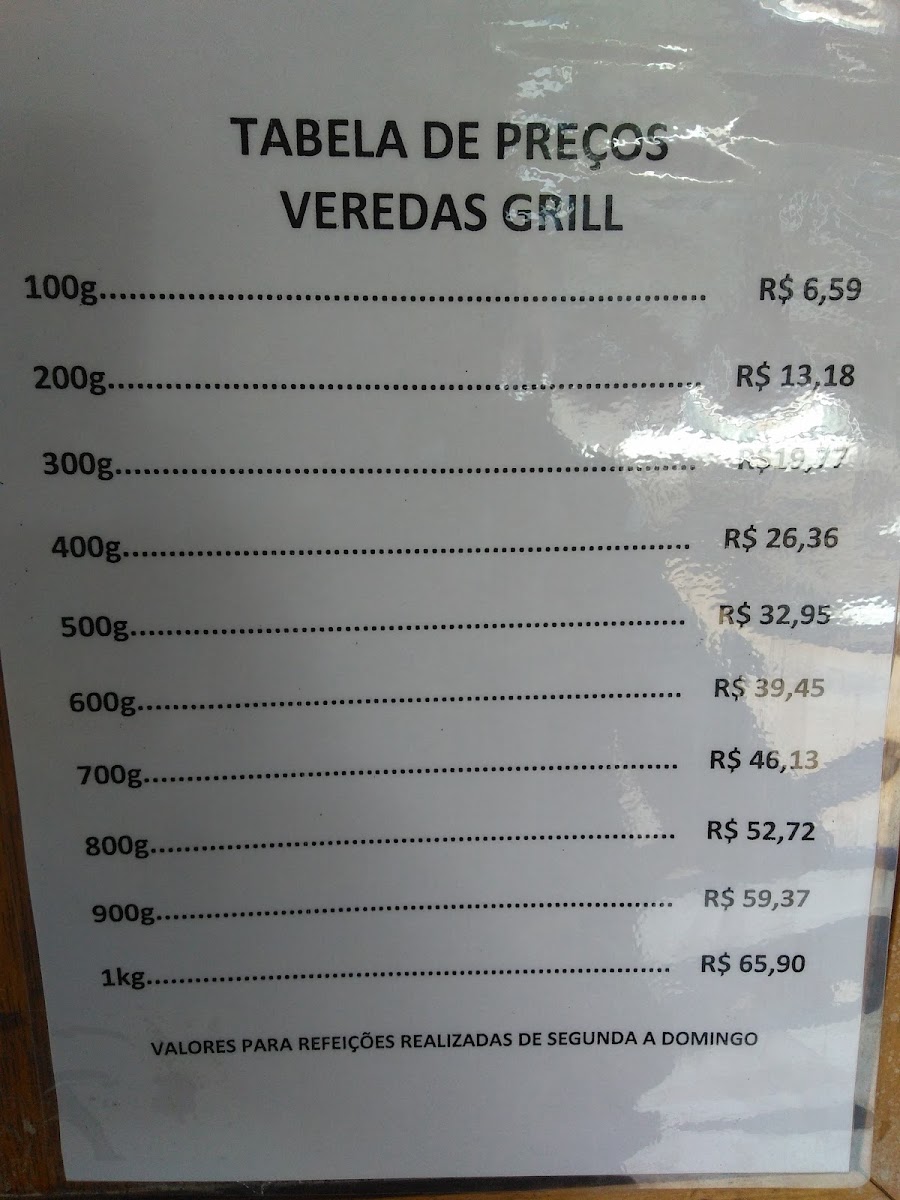 TABELA DE PREÇOS
VEREDAS GRILL
100g............................................................... R$ 6,59
200g............................................................... R$ 13,18
300g............................................................... R$19,77
400g............................................................... R$ 26,36
500g............................................................... R$ 32,95
600g............................................................... R$ 39,45
700g............................................................... R$ 46,13
800g............................................................... R$ 52,72
900g............................................................... R$ 59,37
1kg............................................................... R$ 65,90
VALORES PARA REFEIÇÕES REALIZADAS DE SEGUNDA A DOMINGO